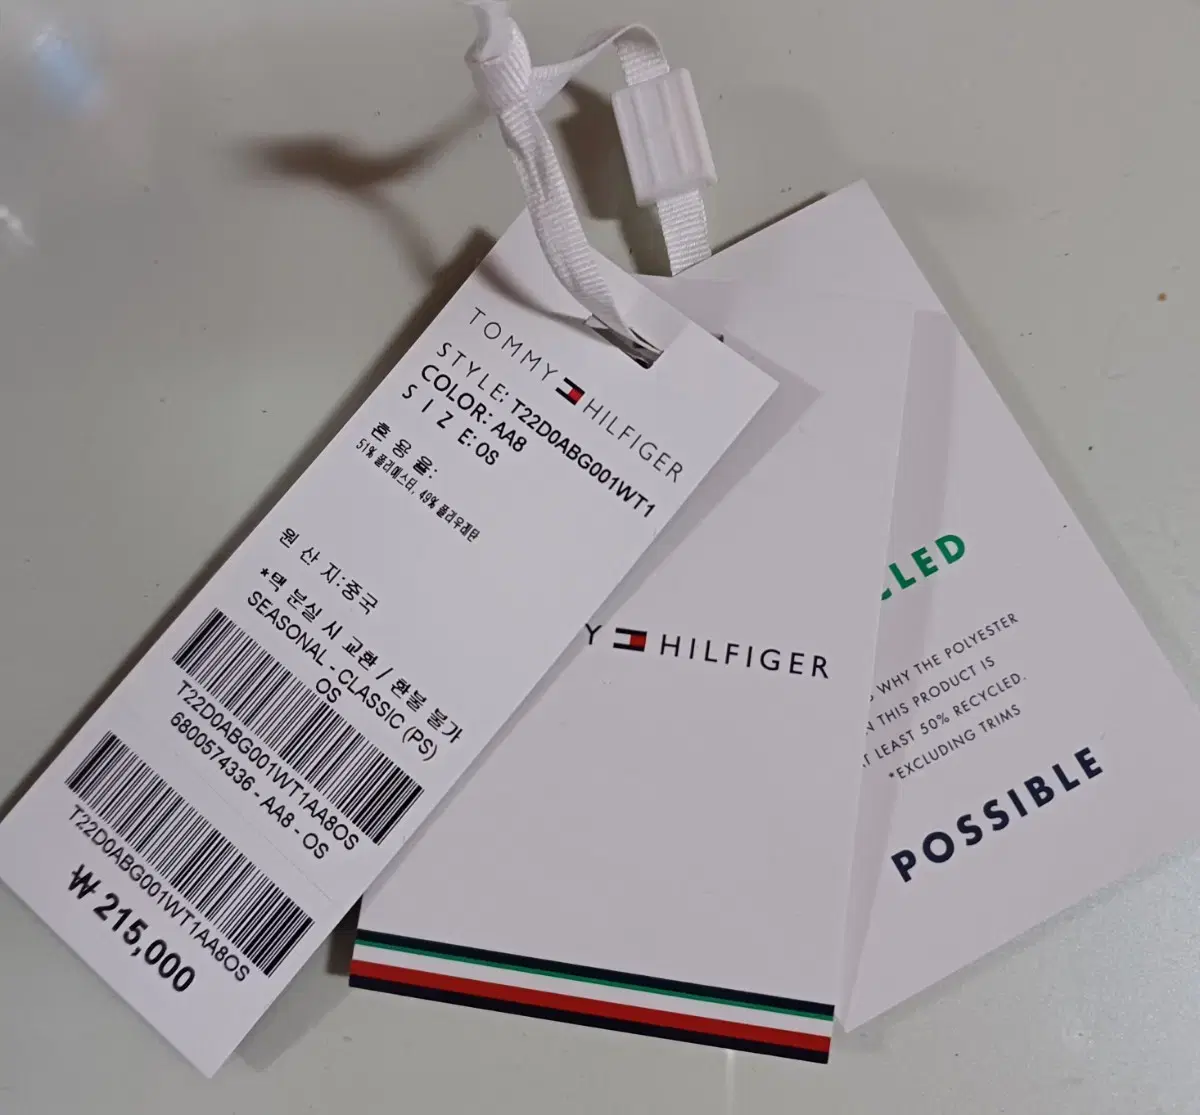 TOMMY HILFIGER
STYLE: T22D0ABG001WT1
COLOR: AA8
S I Z E: OS
혼 용 율:
51% 폴리에스터, 49% 폴리우레탄
원 산 지:중국
*택 분실 시 교환 / 환불 불가
SEASONAL - CLASSIC (PS)
OS
T22D0ABG001WT1AA8OS
6800574336 - AA8 - OS
T22D0ABG001WT1AA8OS
₩ 215,000
Y HILFIGER
CLED
WHY THE POLYESTER
N THIS PRODUCT IS
T LEAST 50% RECYCLED.
*EXCLUDING TRIMS
POSSIBLE